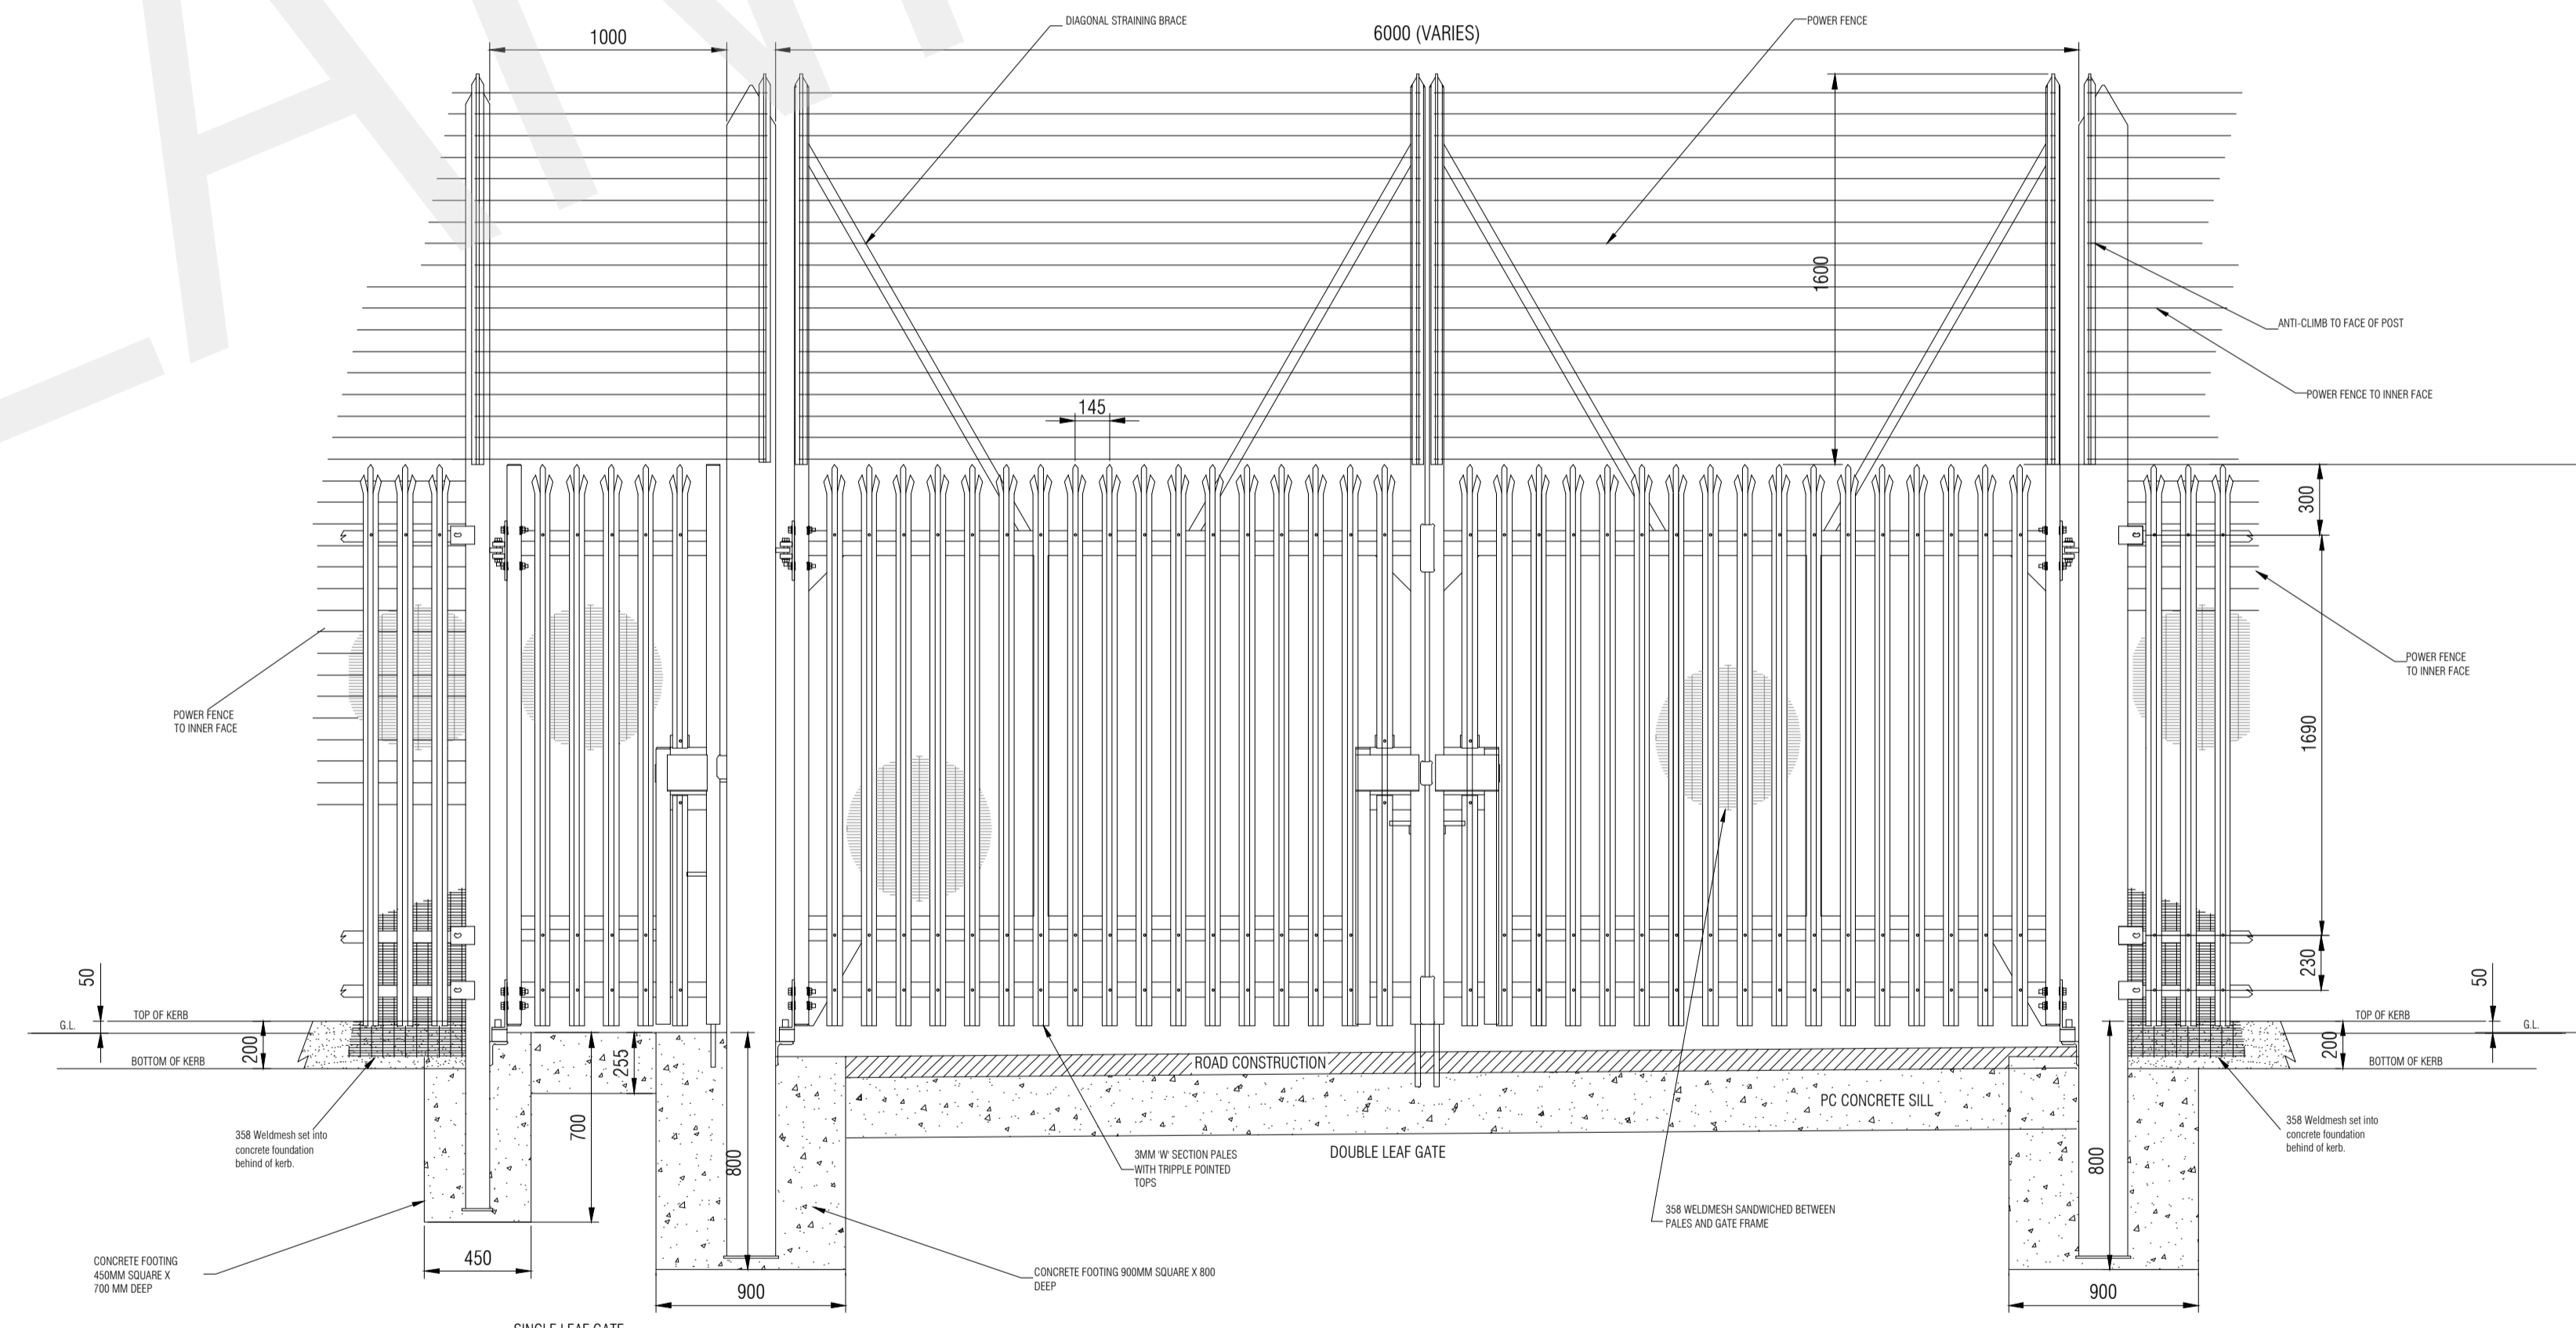 DIAGONAL STRAINING BRACE
POWER FENCE
1000
6000 (VARIES)
1600
ANTI-CLIMB TO FACE OF POST
POWER FENCE TO INNER FACE
145
300
POWER FENCE
TO INNER FACE
1690
POWER FENCE
TO INNER FACE
230
50
TOP OF KERB
G.L.
200
BOTTOM OF KERB
50
TOP OF KERB
G.L.
200
BOTTOM OF KERB
255
ROAD CONSTRUCTION
PC CONCRETE SILL
700
800
800
358 Weldmesh set into
concrete foundation
behind of kerb.
3MM 'W' SECTION PALES
WITH TRIPPLE POINTED
TOPS
DOUBLE LEAF GATE
358 Weldmesh set into
concrete foundation
behind of kerb.
358 WELDMESH SANDWICHED BETWEEN
PALES AND GATE FRAME
CONCRETE FOOTING
450MM SQUARE X
700 MM DEEP
450
CONCRETE FOOTING 900MM SQUARE X 800
DEEP
900
900
SINGLE LEAF GATE